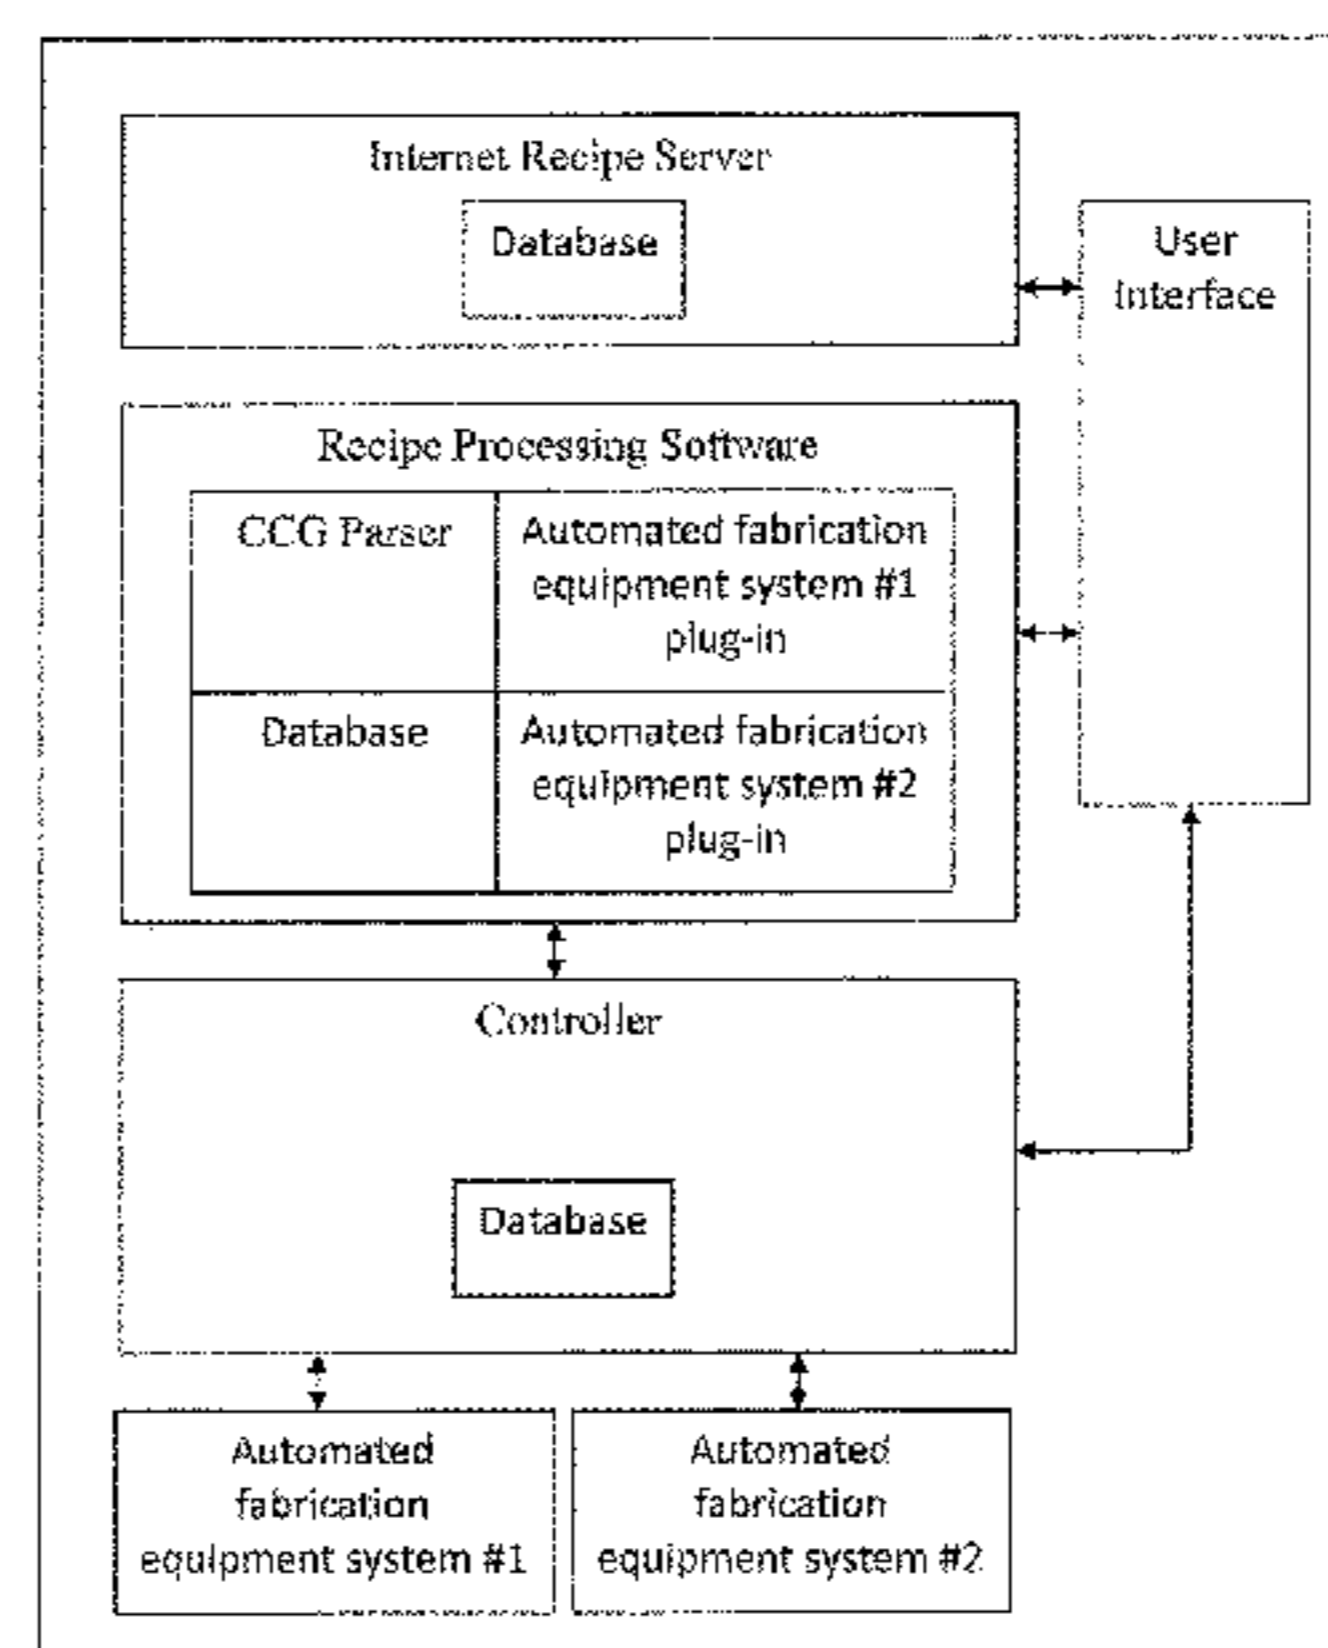 Internet Recipe Server
Database
User
Interface
Recipe Processing Software
CCG Parser
Automated fabrication
equipment system #1
plug-in
Database
Automated fabrication
equipment system #2
plug-in
Controller
Database
Automated
fabrication
equipment system #1
Automated
fabrication
equipment system #2